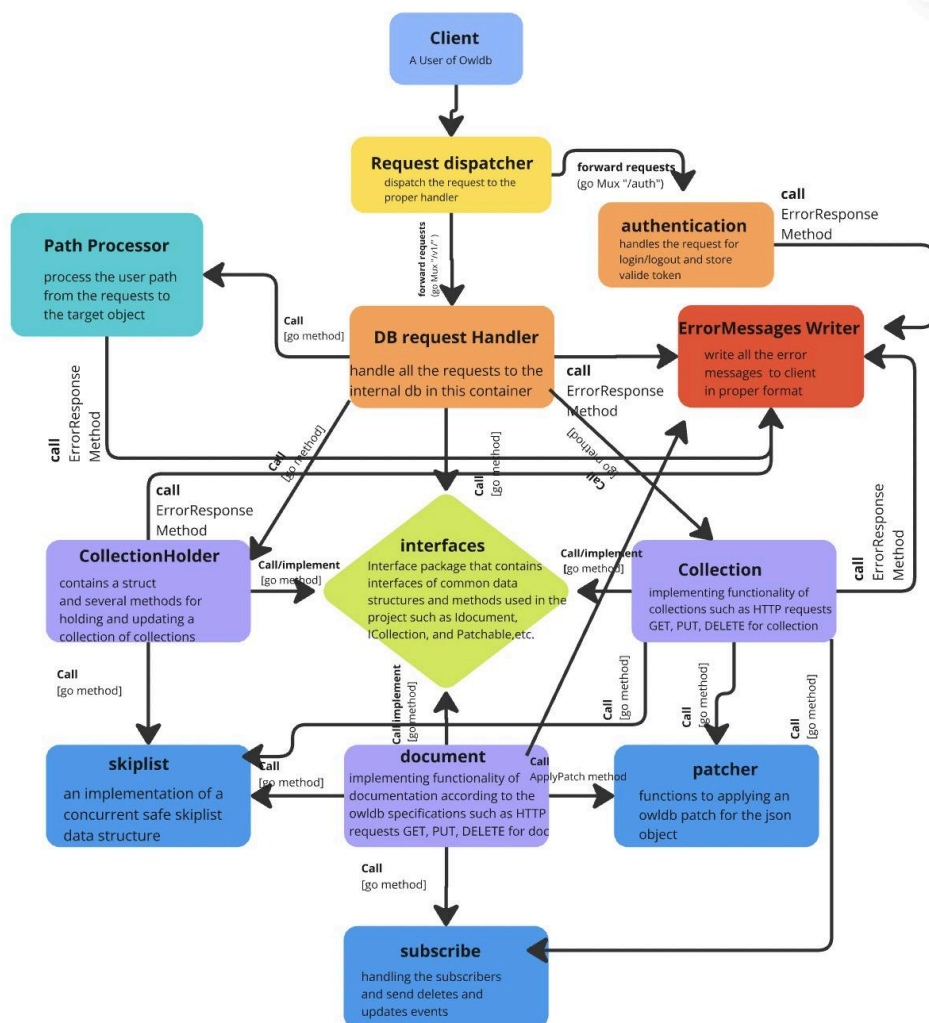 Client
A User of Owldb
Request dispatcher
dispatch the request to the
proper handler
forward requests
(go Mux "/auth")
call
ErrorResponse
Method
authentication
handles the request for
login/logout and store
valide token
Path Processor
process the user path
from the requests to
the target object
forward requests
(go Mux "/v1/" )
Call
[go method]
DB request Handler
handle all the requests to the
internal db in this container
ErrorMessages Writer
write all the error
messages to client
in proper format
call
ErrorResponse
Method
call
ErrorResponse
Method
Call
[go method]
Call
[go method]
Call
[go method]
call
ErrorResponse
Method
call
ErrorResponse
Method
CollectionHolder
contains a struct
and several methods for
holding and updating a
collection of collections
Call/implement
[go method]
interfaces
Interface package that contains
interfaces of common data
structures and methods used in the
project such as Idocument,
ICollection, and Patchable,etc.
Call/implement
[go method]
Collection
implementing functionality of
collections such as HTTP requests
GET, PUT, DELETE for collection
Call
[go method]
Call implement
[go method]
Call
[go method]
Call
[go method]
Call
[go method]
skiplist
an implementation of a
concurrent safe skiplist
data structure
Call
[go method]
document
implementing functionality of
documentation according to the
owldb specifications such as HTTP
requests GET, PUT, DELETE for doc
Call
ApplyPatch method
patcher
functions to applying an
owldb patch for the json
object
Call
[go method]
subscribe
handling the subscribers
and send deletes and
updates events